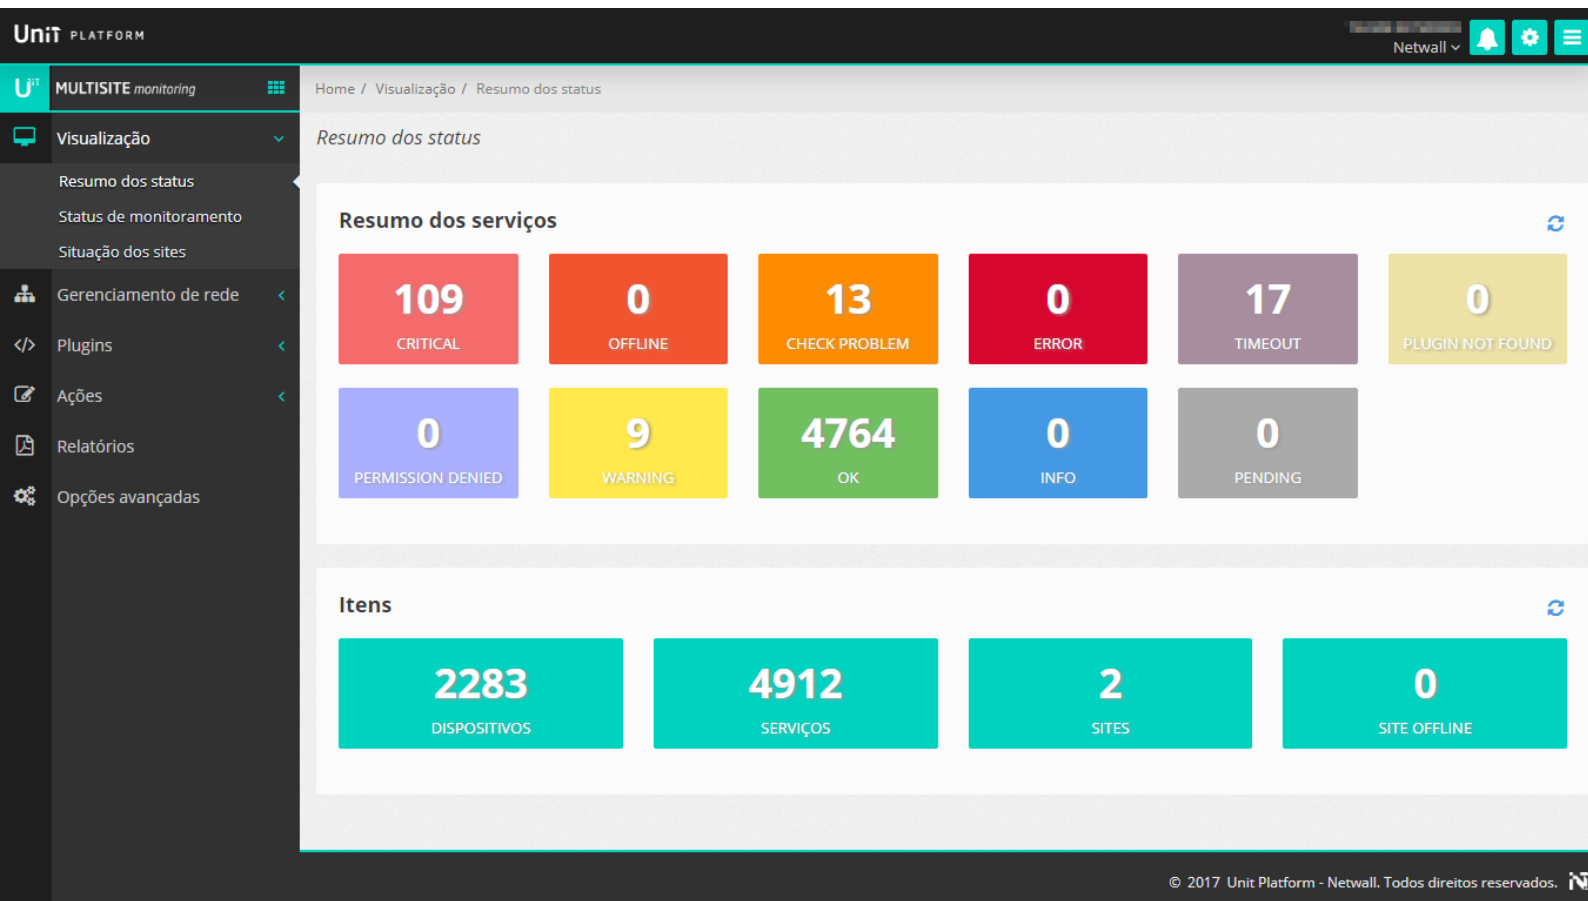 Unit PLATFORM
Netwall
Unit MULTISITE monitoring
Home / Visualização / Resumo dos status
Visualização
Resumo dos status
Status de monitoramento
Situação dos sites
Gerenciamento de rede
Plugins
Ações
Relatórios
Opções avançadas
Resumo dos status
Resumo dos serviços
109
CRITICAL
0
OFFLINE
13
CHECK PROBLEM
0
ERROR
17
TIMEOUT
0
PLUGIN NOT FOUND
0
PERMISSION DENIED
9
WARNING
4764
OK
0
INFO
0
PENDING
Itens
2283
DISPOSITIVOS
4912
SERVIÇOS
2
SITES
0
SITE OFFLINE
© 2017 Unit Platform - Netwall. Todos direitos reservados.